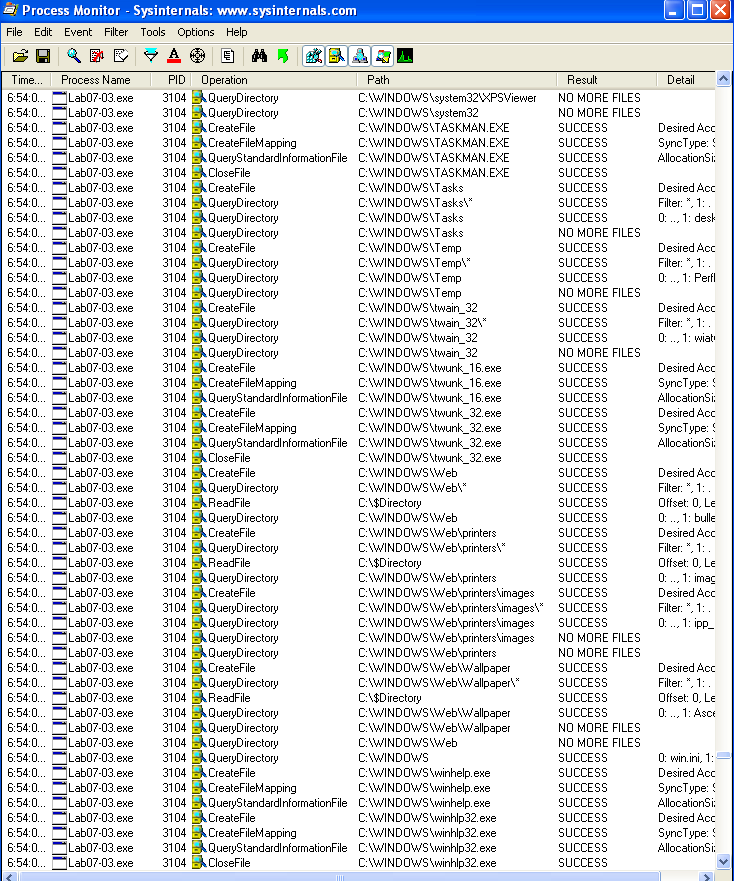 Process Monitor - Sysinternals: www.sysinternals.com
File Edit Event Filter Tools Options Help
Time... Process Name PID Operation Path Result Detail
6:54:0... Lab07-03.exe 3104 QueryDirectory C:\WINDOWS\system32\XPSViewer NO MORE FILES
6:54:0... Lab07-03.exe 3104 QueryDirectory C:\WINDOWS\system32 NO MORE FILES
6:54:0... Lab07-03.exe 3104 CreateFile C:\WINDOWS\TASKMAN.EXE SUCCESS Desired Acc
6:54:0... Lab07-03.exe 3104 CreateFileMapping C:\WINDOWS\TASKMAN.EXE SUCCESS SyncType: S
6:54:0... Lab07-03.exe 3104 QueryStandardInformationFile C:\WINDOWS\TASKMAN.EXE SUCCESS AllocationSiz
6:54:0... Lab07-03.exe 3104 CloseFile C:\WINDOWS\TASKMAN.EXE SUCCESS
6:54:0... Lab07-03.exe 3104 CreateFile C:\WINDOWS\Tasks SUCCESS Desired Acc
6:54:0... Lab07-03.exe 3104 QueryDirectory C:\WINDOWS\Tasks\* SUCCESS Filter: *, 1: .
6:54:0... Lab07-03.exe 3104 QueryDirectory C:\WINDOWS\Tasks SUCCESS 0: .., 1: desk
6:54:0... Lab07-03.exe 3104 QueryDirectory C:\WINDOWS\Tasks NO MORE FILES
6:54:0... Lab07-03.exe 3104 CreateFile C:\WINDOWS\Temp SUCCESS Desired Acc
6:54:0... Lab07-03.exe 3104 QueryDirectory C:\WINDOWS\Temp\* SUCCESS Filter: *, 1: .
6:54:0... Lab07-03.exe 3104 QueryDirectory C:\WINDOWS\Temp SUCCESS 0: .., 1: Perfl
6:54:0... Lab07-03.exe 3104 QueryDirectory C:\WINDOWS\Temp NO MORE FILES
6:54:0... Lab07-03.exe 3104 CreateFile C:\WINDOWS\twain_32 SUCCESS Desired Acc
6:54:0... Lab07-03.exe 3104 QueryDirectory C:\WINDOWS\twain_32\* SUCCESS Filter: *, 1: .
6:54:0... Lab07-03.exe 3104 QueryDirectory C:\WINDOWS\twain_32 SUCCESS 0: .., 1: wiat
6:54:0... Lab07-03.exe 3104 QueryDirectory C:\WINDOWS\twain_32 NO MORE FILES
6:54:0... Lab07-03.exe 3104 CreateFile C:\WINDOWS\twunk_16.exe SUCCESS Desired Acc
6:54:0... Lab07-03.exe 3104 CreateFileMapping C:\WINDOWS\twunk_16.exe SUCCESS SyncType: S
6:54:0... Lab07-03.exe 3104 QueryStandardInformationFile C:\WINDOWS\twunk_16.exe SUCCESS AllocationSiz
6:54:0... Lab07-03.exe 3104 CreateFile C:\WINDOWS\twunk_32.exe SUCCESS Desired Acc
6:54:0... Lab07-03.exe 3104 CreateFileMapping C:\WINDOWS\twunk_32.exe SUCCESS SyncType: S
6:54:0... Lab07-03.exe 3104 QueryStandardInformationFile C:\WINDOWS\twunk_32.exe SUCCESS AllocationSiz
6:54:0... Lab07-03.exe 3104 CloseFile C:\WINDOWS\twunk_32.exe SUCCESS
6:54:0... Lab07-03.exe 3104 CreateFile C:\WINDOWS\Web SUCCESS Desired Acc
6:54:0... Lab07-03.exe 3104 QueryDirectory C:\WINDOWS\Web\* SUCCESS Filter: *, 1: .
6:54:0... Lab07-03.exe 3104 ReadFile C:\$Directory SUCCESS Offset: 0, Le
6:54:0... Lab07-03.exe 3104 QueryDirectory C:\WINDOWS\Web SUCCESS 0: .., 1: bulle
6:54:0... Lab07-03.exe 3104 CreateFile C:\WINDOWS\Web\printers SUCCESS Desired Acc
6:54:0... Lab07-03.exe 3104 QueryDirectory C:\WINDOWS\Web\printers\* SUCCESS Filter: *, 1: .
6:54:0... Lab07-03.exe 3104 ReadFile C:\$Directory SUCCESS Offset: 0, Le
6:54:0... Lab07-03.exe 3104 QueryDirectory C:\WINDOWS\Web\printers SUCCESS 0: .., 1: imag
6:54:0... Lab07-03.exe 3104 CreateFile C:\WINDOWS\Web\printers\images SUCCESS Desired Acc
6:54:0... Lab07-03.exe 3104 QueryDirectory C:\WINDOWS\Web\printers\images\* SUCCESS Filter: *, 1: .
6:54:0... Lab07-03.exe 3104 QueryDirectory C:\WINDOWS\Web\printers\images SUCCESS 0: .., 1: ipp_
6:54:0... Lab07-03.exe 3104 QueryDirectory C:\WINDOWS\Web\printers\images NO MORE FILES
6:54:0... Lab07-03.exe 3104 QueryDirectory C:\WINDOWS\Web\printers NO MORE FILES
6:54:0... Lab07-03.exe 3104 CreateFile C:\WINDOWS\Web\Wallpaper SUCCESS Desired Acc
6:54:0... Lab07-03.exe 3104 QueryDirectory C:\WINDOWS\Web\Wallpaper\* SUCCESS Filter: *, 1: .
6:54:0... Lab07-03.exe 3104 ReadFile C:\$Directory SUCCESS Offset: 0, Le
6:54:0... Lab07-03.exe 3104 QueryDirectory C:\WINDOWS\Web\Wallpaper SUCCESS 0: .., 1: Asce
6:54:0... Lab07-03.exe 3104 QueryDirectory C:\WINDOWS\Web\Wallpaper NO MORE FILES
6:54:0... Lab07-03.exe 3104 QueryDirectory C:\WINDOWS\Web NO MORE FILES
6:54:0... Lab07-03.exe 3104 QueryDirectory C:\WINDOWS SUCCESS 0: win.ini, 1:
6:54:0... Lab07-03.exe 3104 CreateFile C:\WINDOWS\winhelp.exe SUCCESS Desired Acc
6:54:0... Lab07-03.exe 3104 CreateFileMapping C:\WINDOWS\winhelp.exe SUCCESS SyncType: S
6:54:0... Lab07-03.exe 3104 QueryStandardInformationFile C:\WINDOWS\winhelp.exe SUCCESS AllocationSiz
6:54:0... Lab07-03.exe 3104 CreateFile C:\WINDOWS\winhlp32.exe SUCCESS Desired Acc
6:54:0... Lab07-03.exe 3104 CreateFileMapping C:\WINDOWS\winhlp32.exe SUCCESS SyncType: S
6:54:0... Lab07-03.exe 3104 QueryStandardInformationFile C:\WINDOWS\winhlp32.exe SUCCESS AllocationSiz
6:54:0... Lab07-03.exe 3104 CloseFile C:\WINDOWS\winhlp32.exe SUCCESS